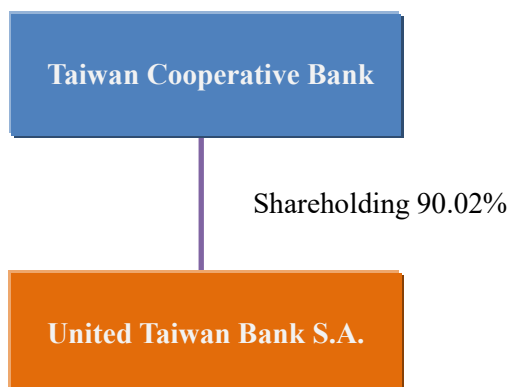 Taiwan Cooperative Bank
Shareholding 90.02%
United Taiwan Bank S.A.